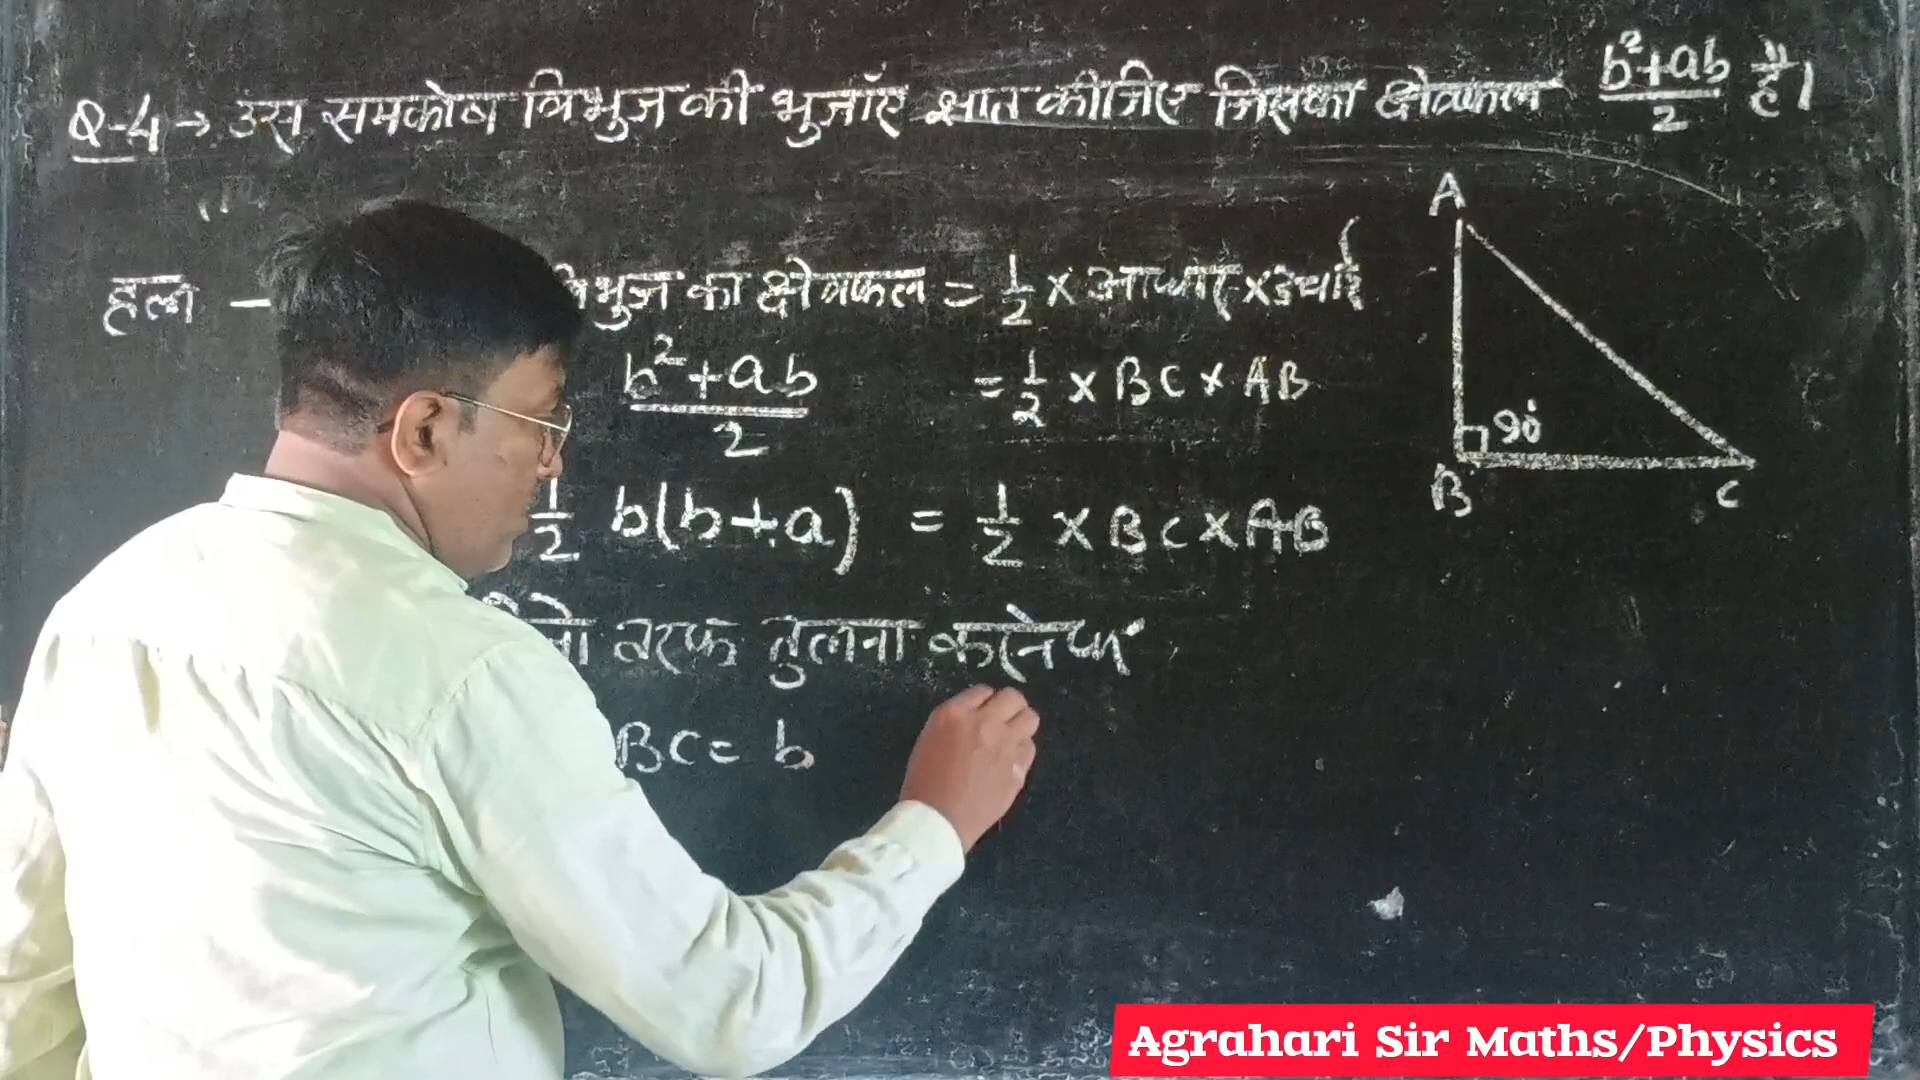 Q-4 → उस समकोण त्रिभुज की भुजाएँ ज्ञात कीजिए जिसका क्षेत्रफल b²+ab/2 है।
हल - त्रिभुज का क्षेत्रफल = 1/2 × आधार × उचाई
b²+ab/2 = 1/2 × BC × AB
1/2 b(b+a) = 1/2 × BC × AB
तरफ तुलना करने पर
BC = b
A
90°
B C
Agrahari Sir Maths/Physics